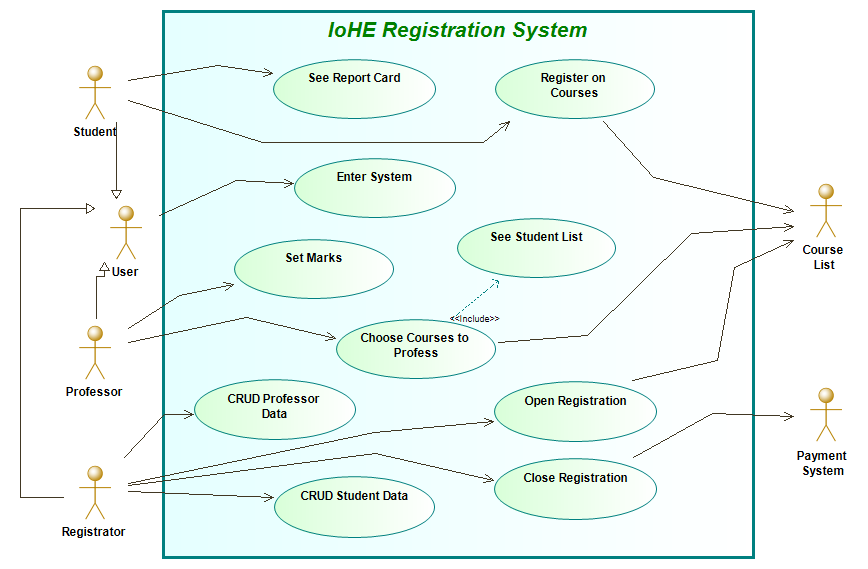 IoHE Registration System
See Report Card
Register on
Courses
Student
Enter System
User
See Student List
Course
List
Set Marks
<<Include>>
Choose Courses to
Profess
Professor
CRUD Professor
Data
Open Registration
Payment
System
Close Registration
CRUD Student Data
Registrator